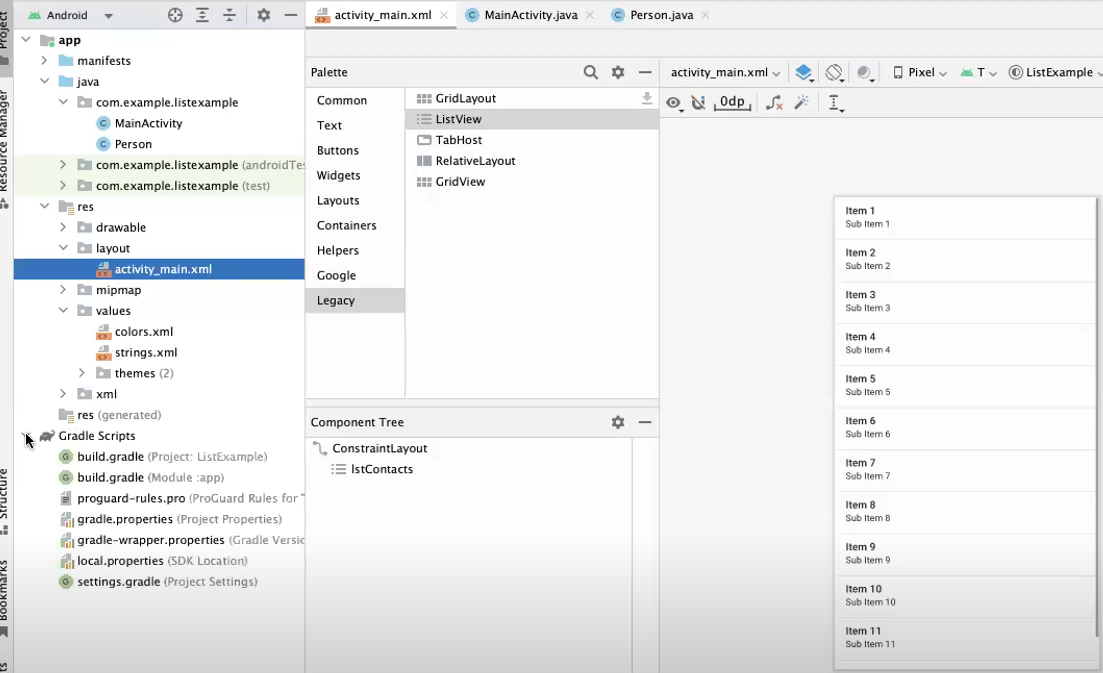 Project
Resource Manager
Structure
Bookmarks
Android
app
manifests
java
com.example.listexample
MainActivity
Person
com.example.listexample (androidTes
com.example.listexample (test)
res
drawable
layout
activity_main.xml
mipmap
values
colors.xml
strings.xml
themes (2)
xml
res (generated)
Gradle Scripts
build.gradle (Project: ListExample)
build.gradle (Module :app)
proguard-rules.pro (ProGuard Rules for "
gradle.properties (Project Properties)
gradle-wrapper.properties (Gradle Versio
local.properties (SDK Location)
settings.gradle (Project Settings)
activity_main.xml
MainActivity.java
Person.java
Palette
Common
Text
Buttons
Widgets
Layouts
Containers
Helpers
Google
Legacy
GridLayout
ListView
TabHost
RelativeLayout
GridView
Component Tree
ConstraintLayout
lstContacts
activity_main.xml
Pixel
T
ListExample
0dp
Item 1
Sub Item 1
Item 2
Sub Item 2
Item 3
Sub Item 3
Item 4
Sub Item 4
Item 5
Sub Item 5
Item 6
Sub Item 6
Item 7
Sub Item 7
Item 8
Sub Item 8
Item 9
Sub Item 9
Item 10
Sub Item 10
Item 11
Sub Item 11